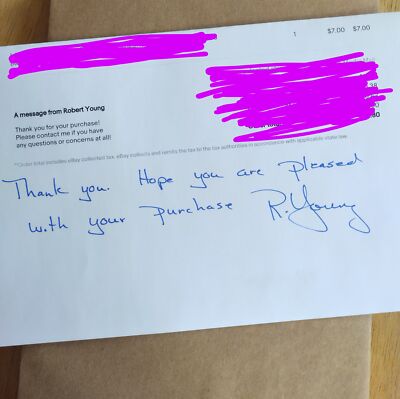 1 $7.00 $7.00
A message from Robert Young
Thank you for your purchase!
Please contact me if you have
any questions or concerns at all!
*Order total includes eBay collected tax. eBay collects and remits the tax to the tax authorities in accordance with applicable state law.
Thank you. Hope you are pleased
with your purchase R. Young